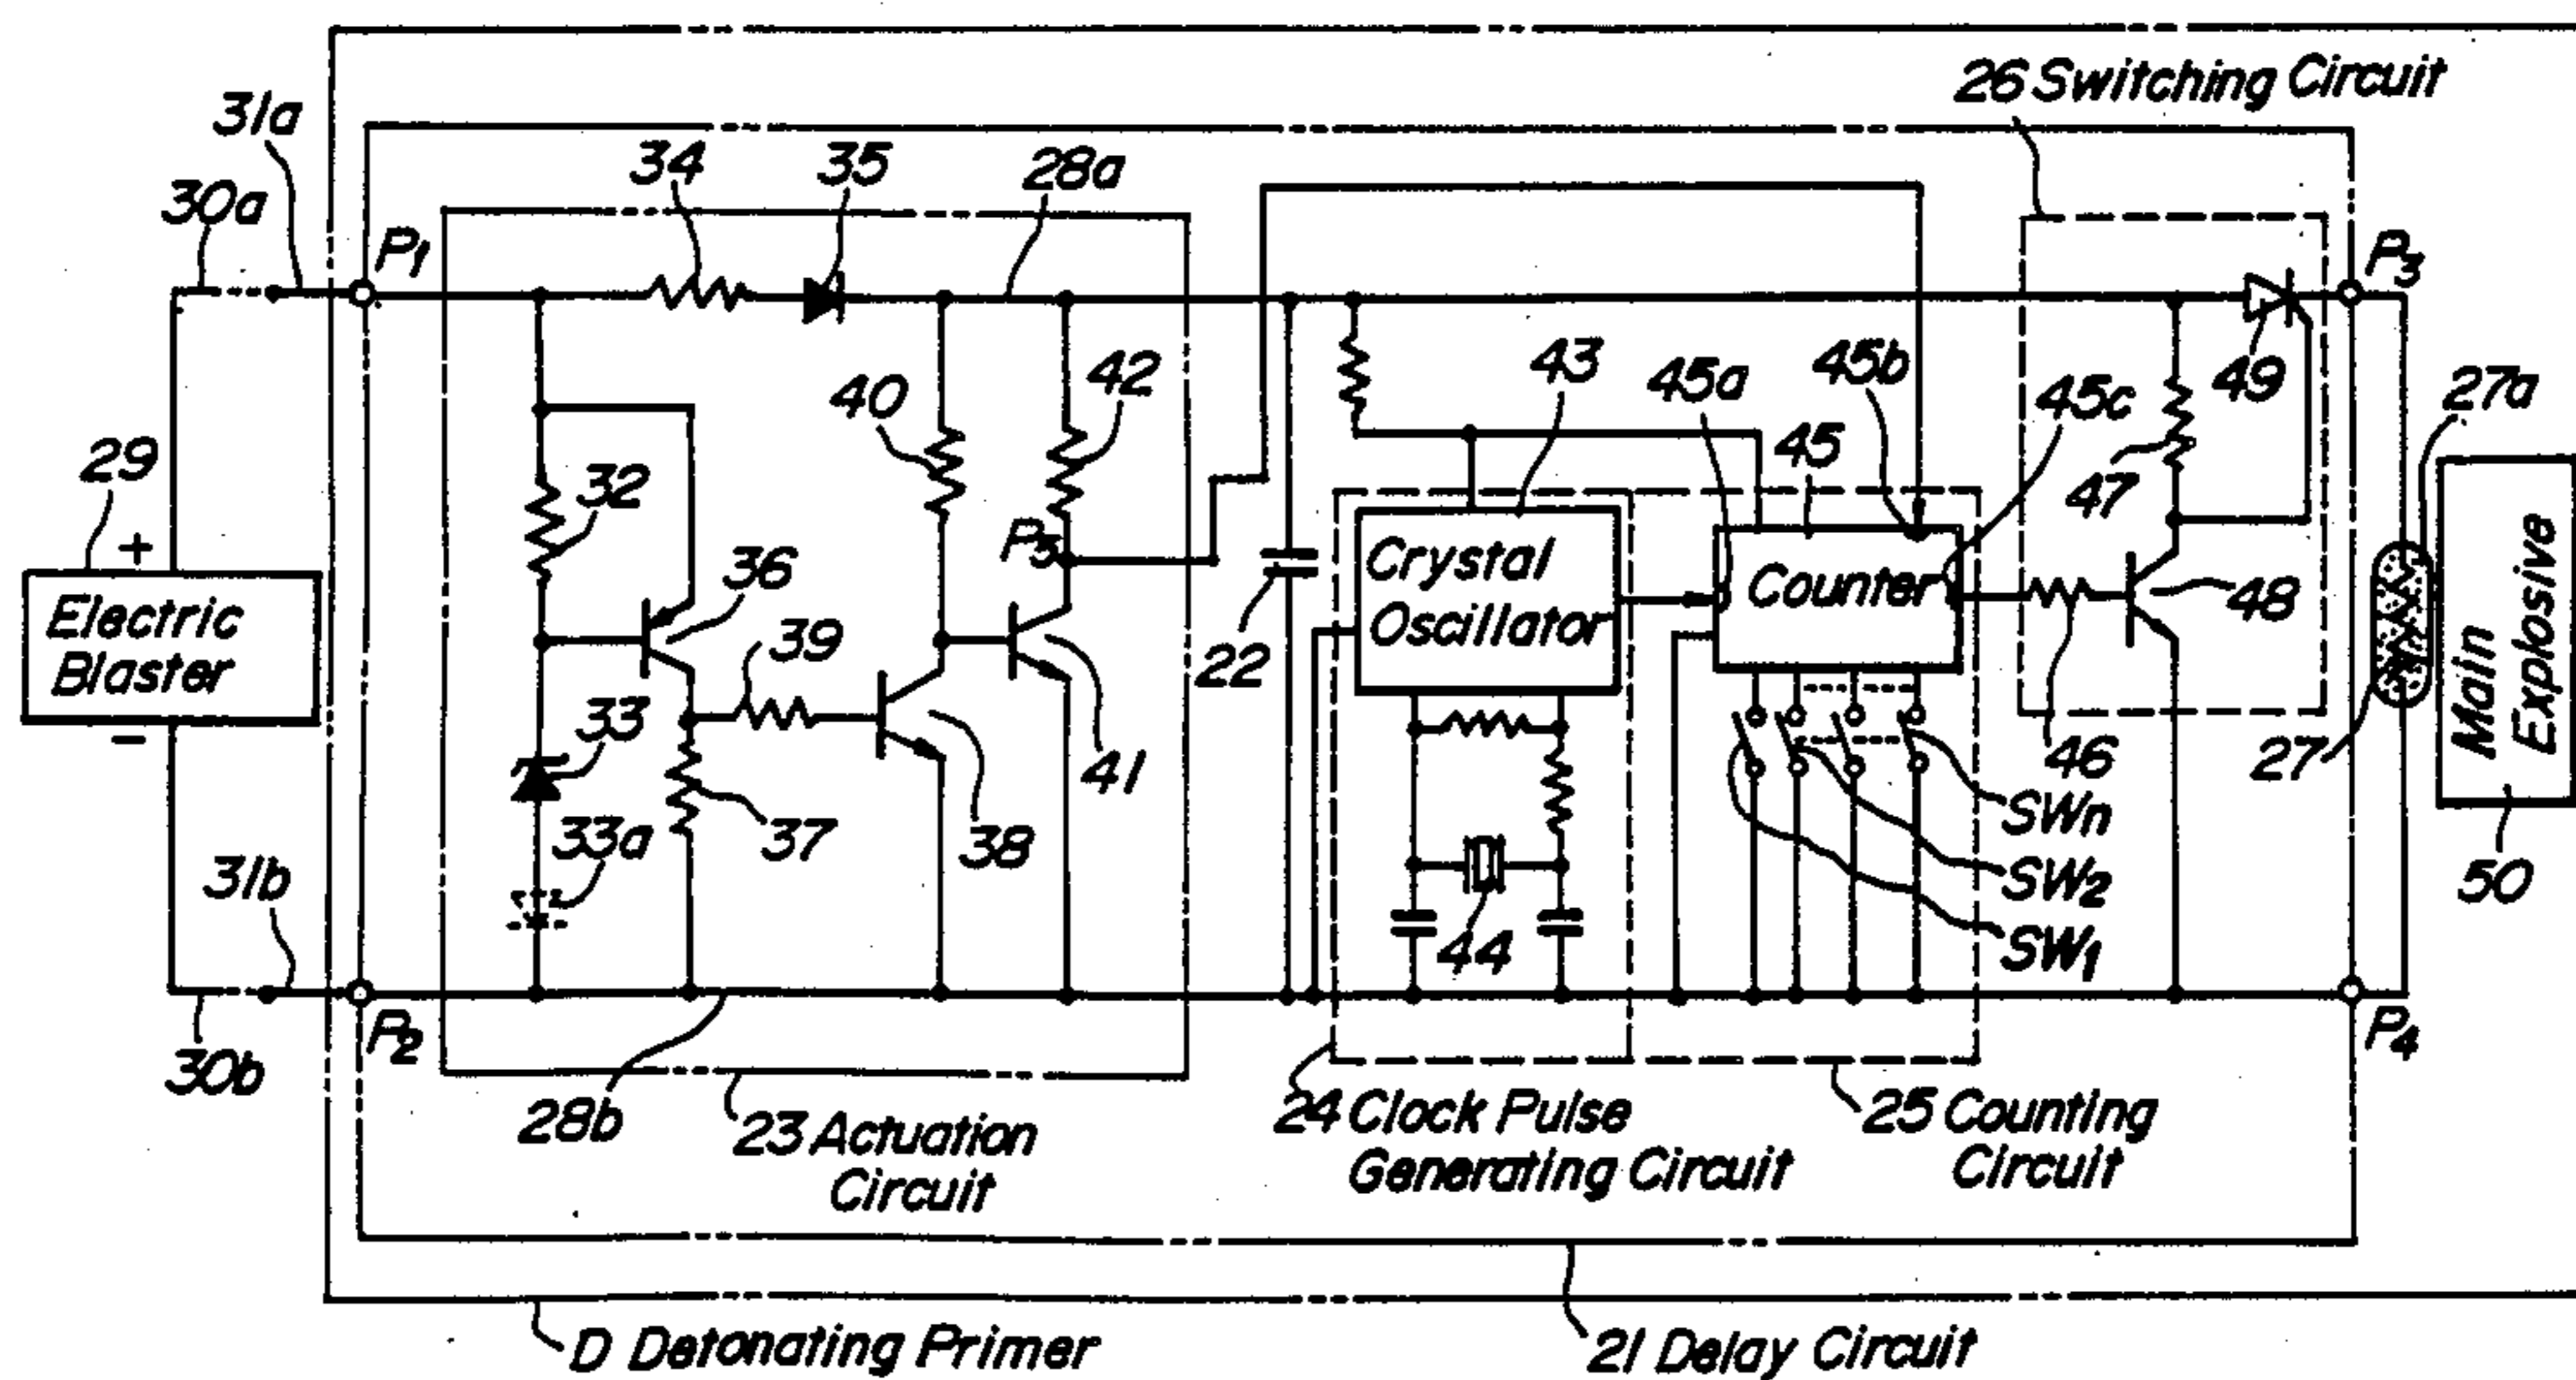 26 Switching Circuit
31a
34
35
28a
30a
P1
P3
43
45a
45b
49
45c
27a
29
40
42
45
47
32
P5
+
36
Crystal
Oscillator
Counter
48
Electric
Blaster
39
22
Main
Explosive
-
33
41
46
27
33a
37
38
SWn
31b
SW2
50
44
SW1
P2
P4
30b
28b
23 Actuation
Circuit
24 Clock Pulse
Generating Circuit
25 Counting
Circuit
D Detonating Primer
21 Delay Circuit